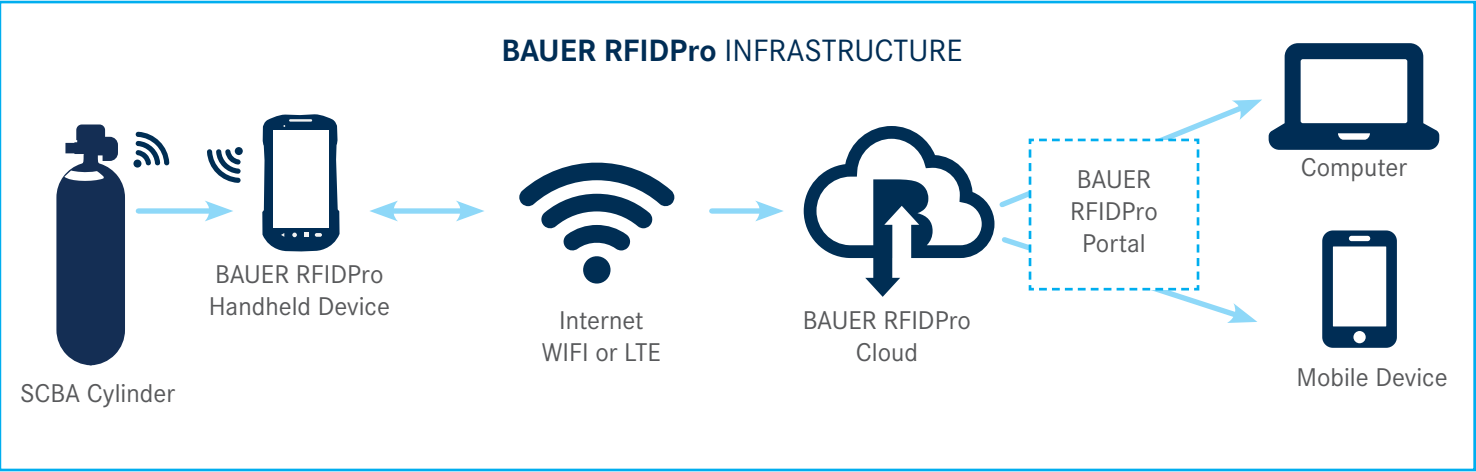 BAUER RFIDPro INFRASTRUCTURE
SCBA Cylinder
BAUER RFIDPro
Handheld Device
Internet
WIFI or LTE
B
BAUER RFIDPro
Cloud
BAUER
RFIDPro
Portal
Computer
Mobile Device